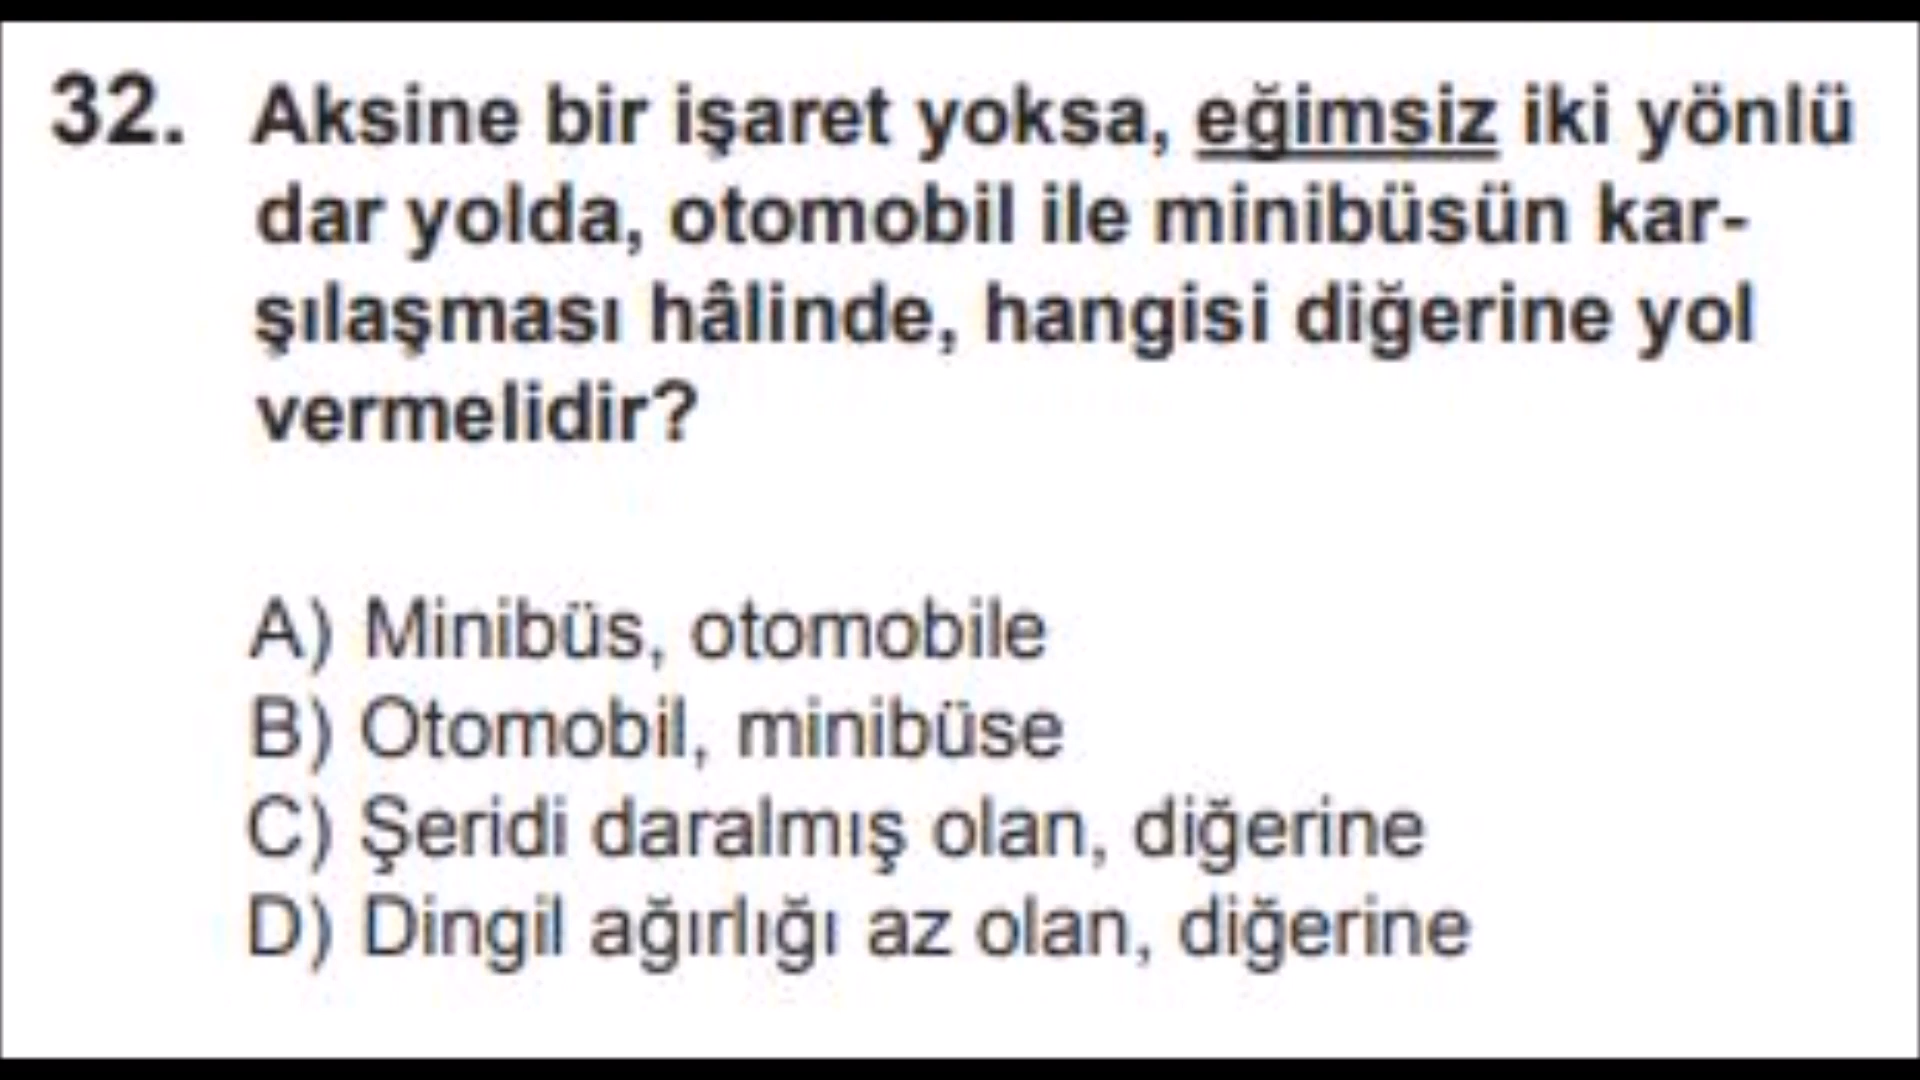 32. Aksine bir işaret yoksa, eğimsiz iki yönlü
dar yolda, otomobil ile minibüsün kar-
şılaşması hâlinde, hangisi diğerine yol
vermelidir?
A) Minibüs, otomobile
B) Otomobil, minibüse
C) Şeridi daralmış olan, diğerine
D) Dingil ağırlığı az olan, diğerine